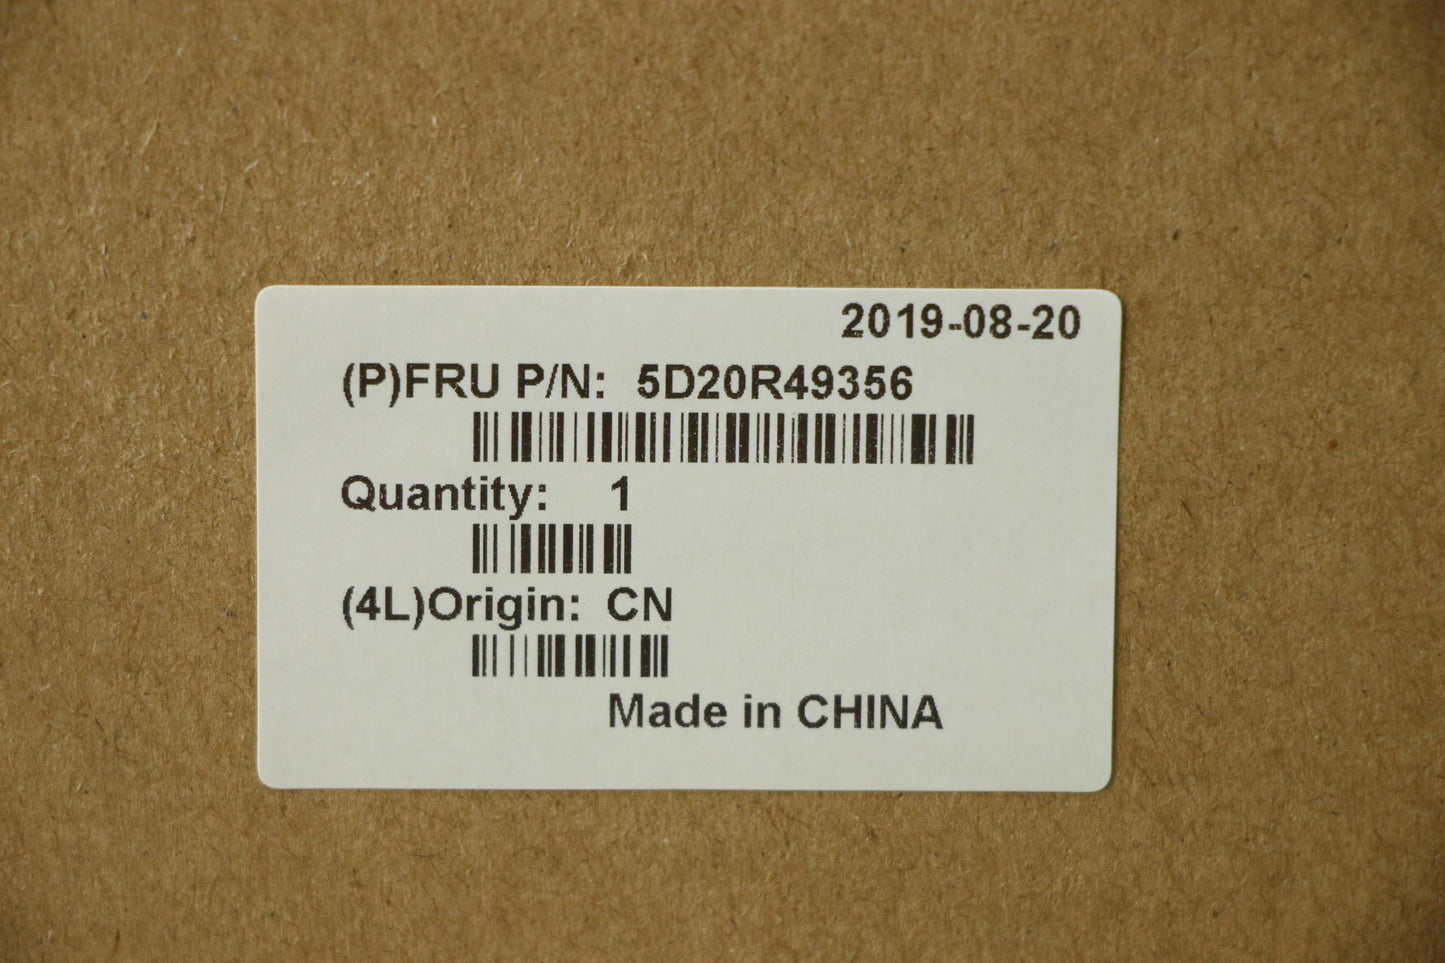 2019-08-20
(P)FRU P/N: 5D20R49356
Quantity: 1
(4L)Origin: CN
Made in CHINA